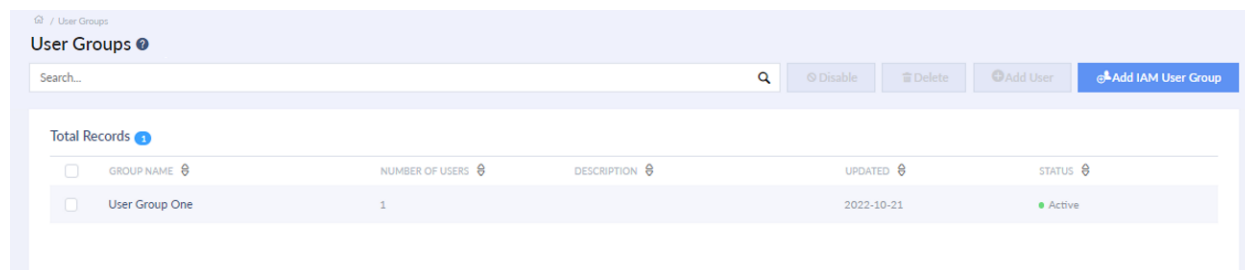 / User Groups
User Groups ?
Search... Disable Delete Add User Add IAM User Group
Total Records 1
GROUP NAME NUMBER OF USERS DESCRIPTION UPDATED STATUS
User Group One 1 2022-10-21 Active